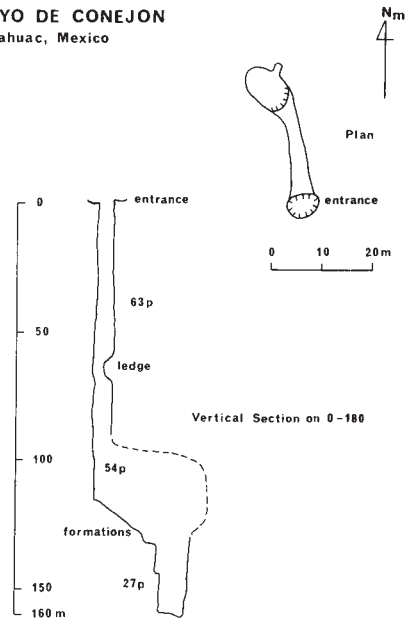 YO DE CONEJON
ahuac, Mexico
Nm
Plan
entrance
0 10 20m
0
entrance
63p
50
ledge
Vertical Section on 0-180
100
54p
formations
27p
150
160m